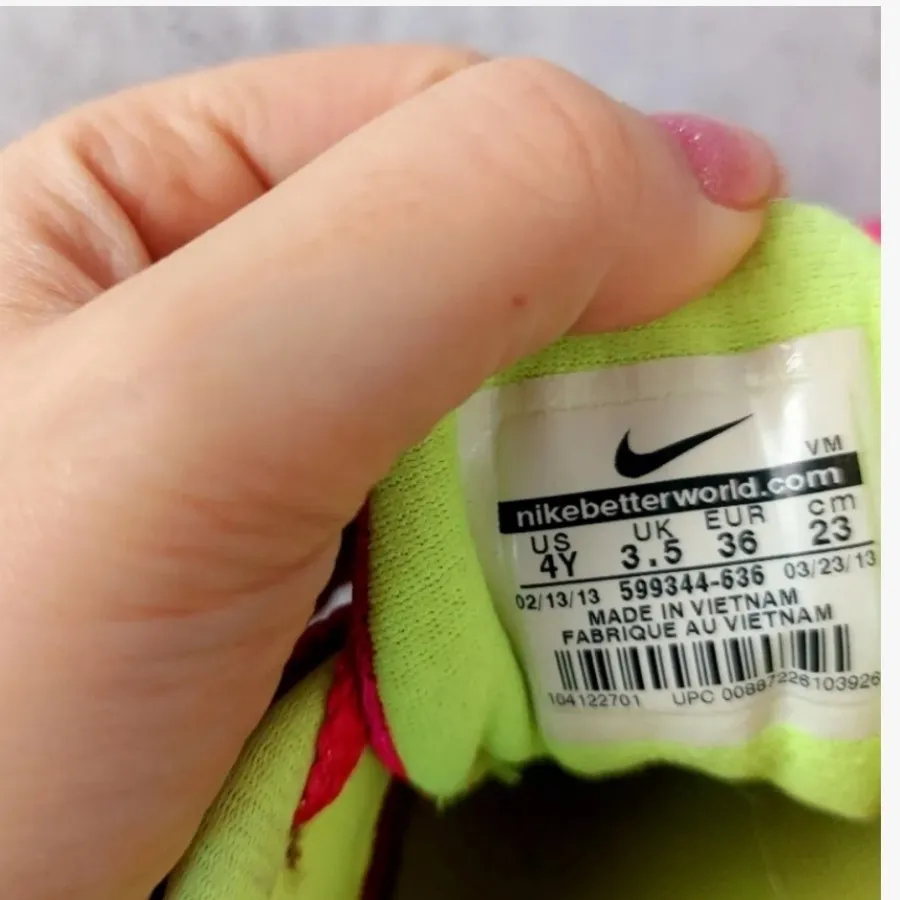 VM
nikebetterworld.com
US UK EUR cm
4Y 3.5 36 23
02/13/13 599344-636 03/23/13
MADE IN VIETNAM
FABRIQUE AU VIETNAM
104122701 UPC 00887226103926